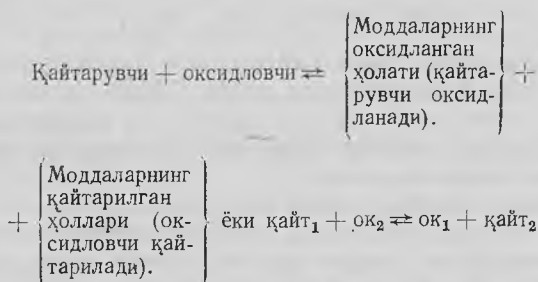 Моддаларнинг
оксидланган
Қайтарувчи + оксидловчи ⇄ ҳолати (қайта- +
рувчи оксид-
ланади).
Моддаларнинг
қайтарилган
+ ҳоллари (ок- ёки қайт₁ + ок₂ ⇄ ок₁ + қайт₂
сидловчи қай-
тарилади).